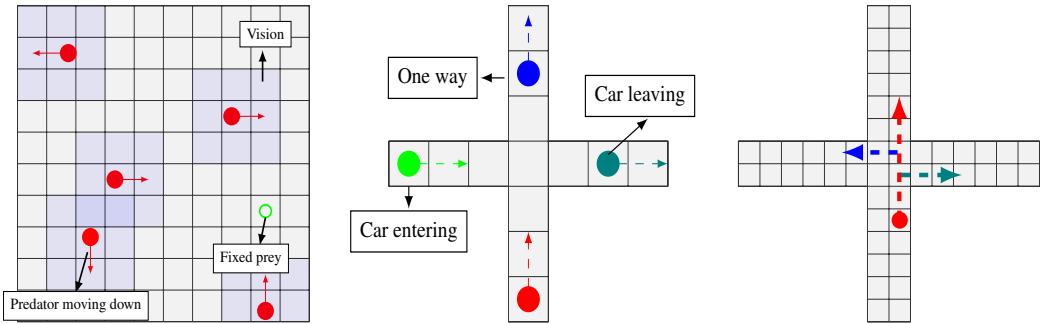 Vision
Fixed prey
Predator moving down
One way
Car leaving
Car entering